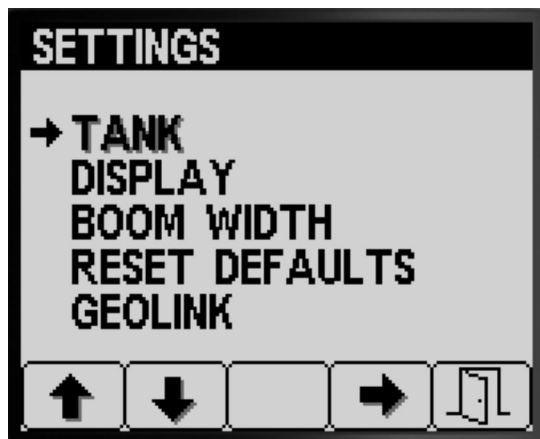 SETTINGS
TANK
DISPLAY
BOOM WIDTH
RESET DEFAULTS
GEOLINK